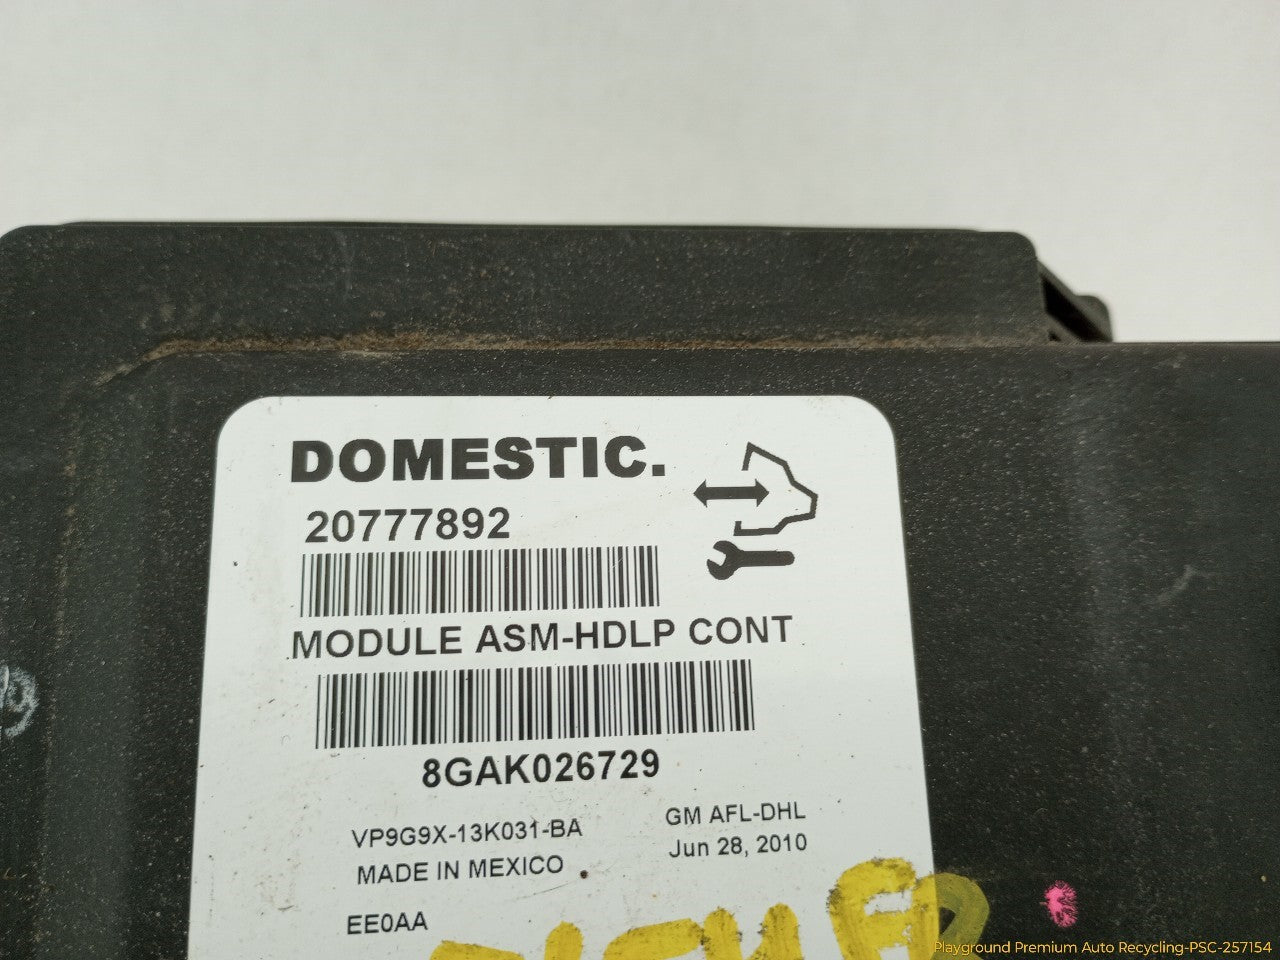 DOMESTIC.
20777892
MODULE ASM-HDLP CONT
8GAK026729
VP9G9X-13K031-BA
GM AFL-DHL
MADE IN MEXICO
Jun 28, 2010
EE0AA
Playground Premium Auto Recycling-PSC-257154